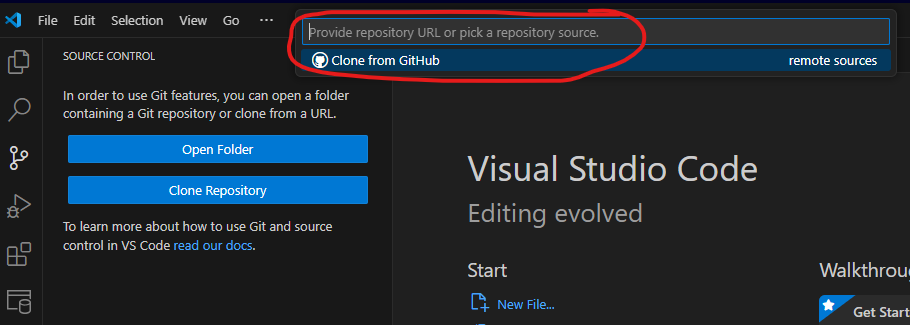 File Edit Selection View Go ···
Provide repository URL or pick a repository source.
Clone from GitHub remote sources
SOURCE CONTROL
In order to use Git features, you can open a folder
containing a Git repository or clone from a URL.
Open Folder
Clone Repository
To learn more about how to use Git and source
control in VS Code read our docs.
Visual Studio Code
Editing evolved
Start
New File...
Walkthrou
Get Start